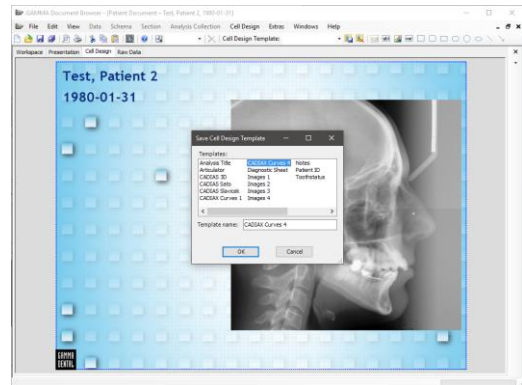 GAMMA Document Browser - [Patient Document - Test, Patient 2, 1980-01-31]
File Edit View Data Schema Section Analysis Collection Cell Design Extras Windows Help
Cell Design Template:
Workspace Presentation Cell Design Raw Data
Test, Patient 2
1980-01-31
Save Cell Design Template
Templates:
Analysis Title CADIAX Curves 4 Notes
Articulator Diagnostic Sheet Patient ID
CADIAS 3D Images 1 Toothstatus
CADIAS Sato Images 2
CADIAS Slavicek Images 3
CADIAX Curves 1 Images 4
Template name: CADIAX Curves 4
OK Cancel
GAMMA
DENTAL